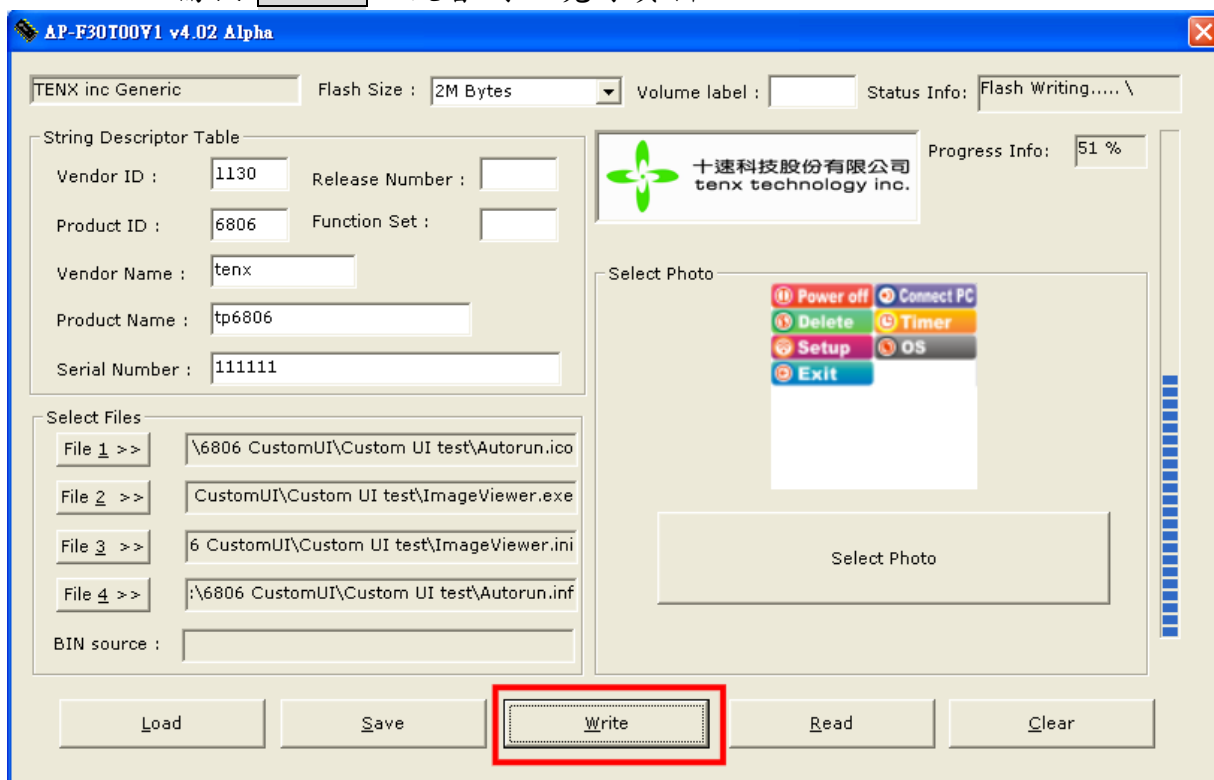 AP-F30T00V1 v4.02 Alpha
TENX inc Generic
Flash Size : 2M Bytes
Volume label :
Status Info: Flash Writing..... \
String Descriptor Table
Vendor ID : 1130
Release Number :
Product ID : 6806
Function Set :
Vendor Name : tenx
Product Name : tp6806
Serial Number : 111111
十速科技股份有限公司
tenx technology inc.
Progress Info: 51 %
Select Photo
Power off
Connect PC
Delete
Timer
Setup
OS
Exit
Select Photo
Select Files
File 1 >> \6806 CustomUI\Custom UI test\Autorun.ico
File 2 >> CustomUI\Custom UI test\ImageViewer.exe
File 3 >> 6 CustomUI\Custom UI test\ImageViewer.ini
File 4 >> :\6806 CustomUI\Custom UI test\Autorun.inf
BIN source :
Load
Save
Write
Read
Clear